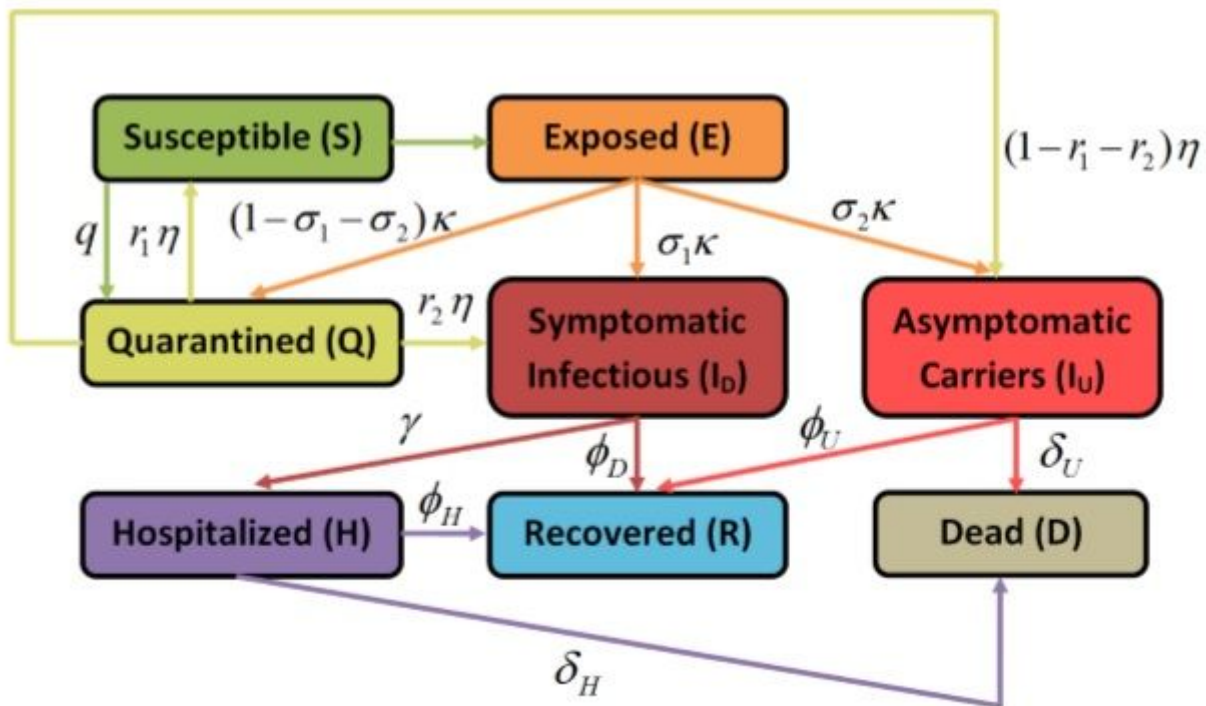 Susceptible (S)
Exposed (E)
(1−r₁−r₂)η
q
r₁η
(1−σ₁−σ₂)κ
σ₁κ
σ₂κ
Quarantined (Q)
r₂η
Symptomatic
Infectious (I_D)
Asymptomatic
Carriers (I_U)
γ
ϕ_D
ϕ_U
δ_U
Hospitalized (H)
ϕ_H
Recovered (R)
Dead (D)
δ_H